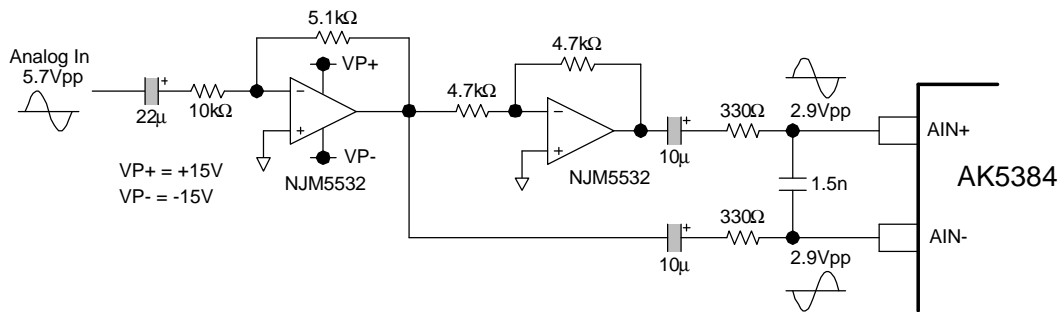 5.1kΩ
4.7kΩ
Analog In
5.7Vpp
VP+
4.7kΩ
330Ω
2.9Vpp
+
10kΩ
22µ
−
+
−
+
+
10µ
AIN+
VP-
VP+ = +15V
VP- = -15V
NJM5532
NJM5532
AK5384
1.5n
330Ω
+
10µ
2.9Vpp
AIN-